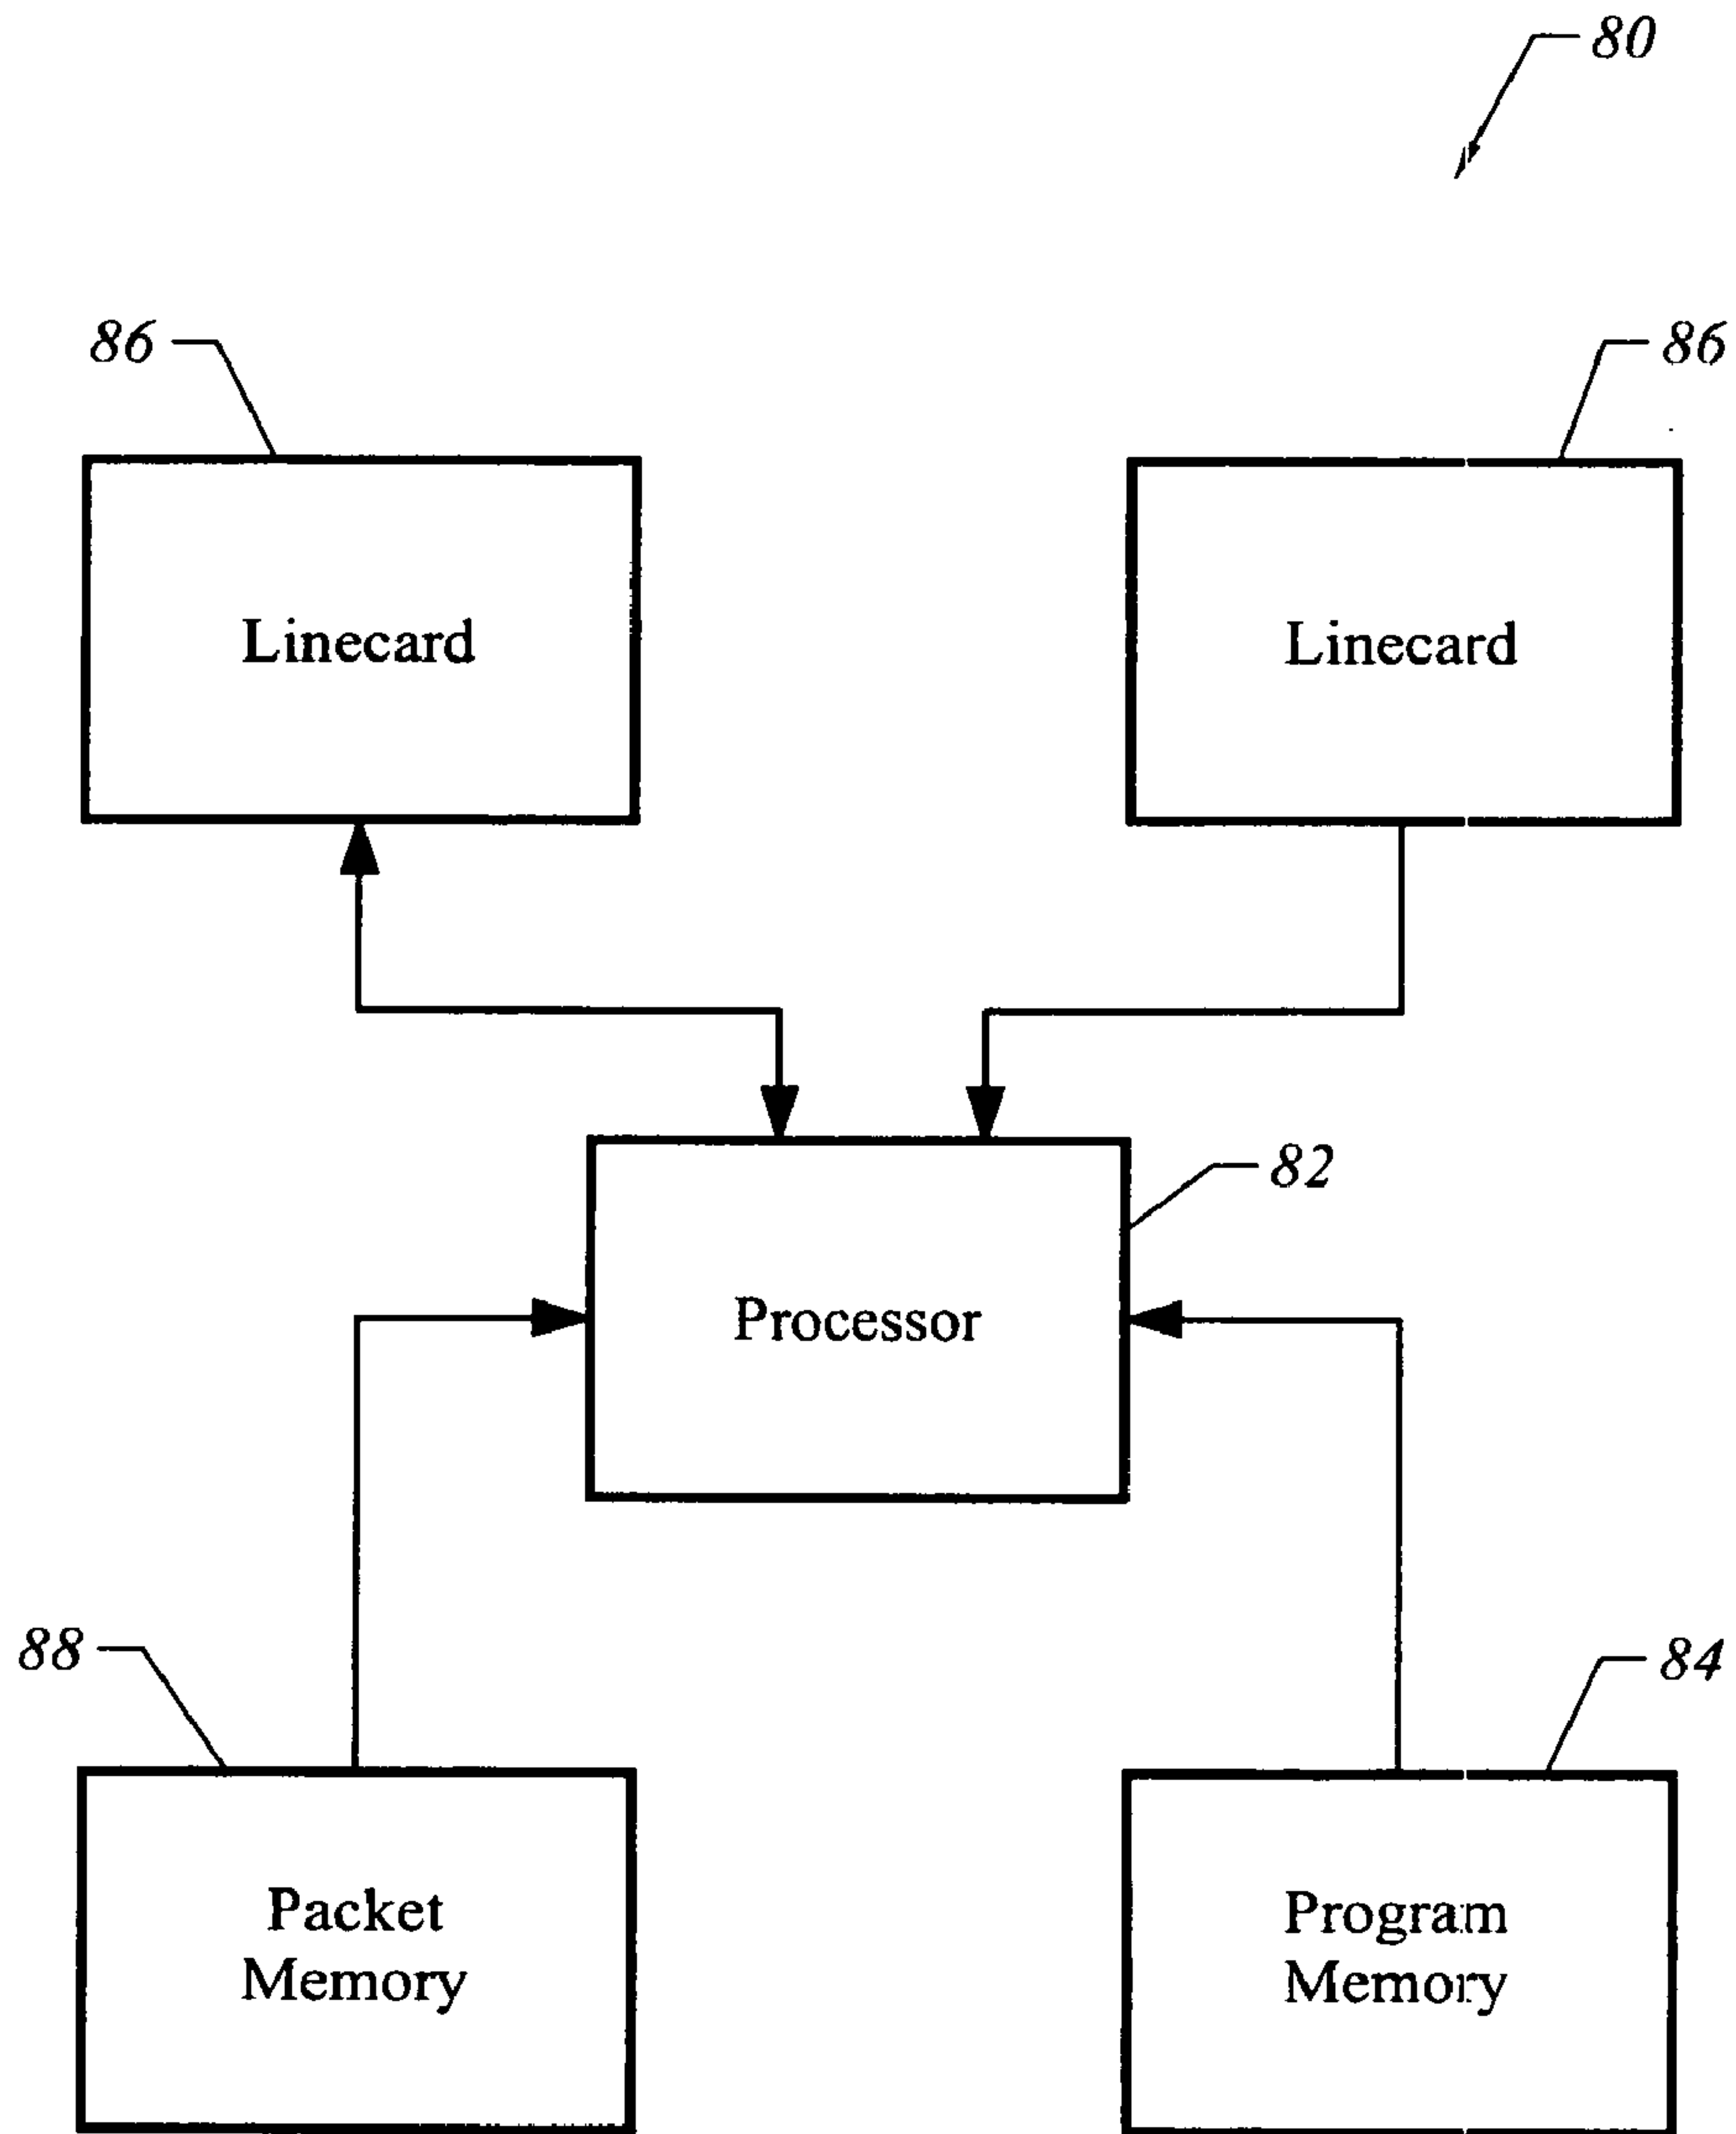 80
86
86
Linecard
Linecard
82
Processor
88
84
Packet
Memory
Program
Memory